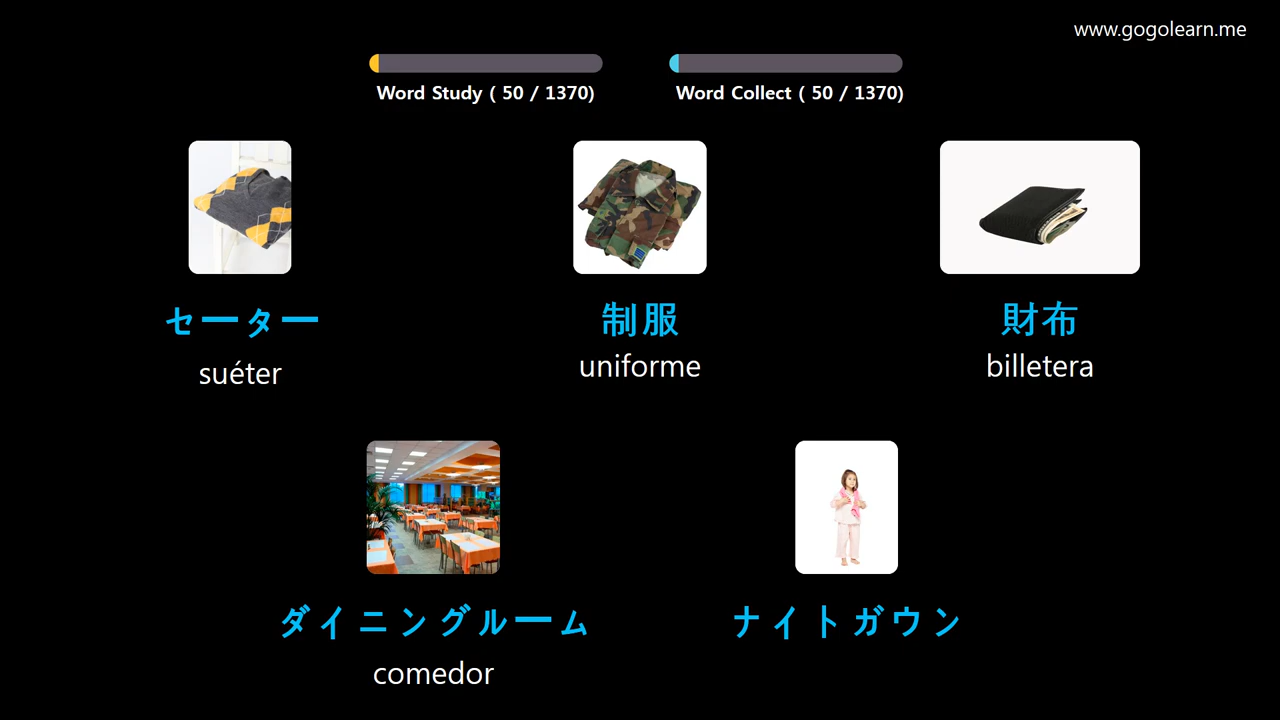 www.gogolearn.me
Word Study ( 50 / 1370)
Word Collect ( 50 / 1370)
セーター
制服
財布
suéter
uniforme
billetera
ダイニングルーム
ナイトガウン
comedor